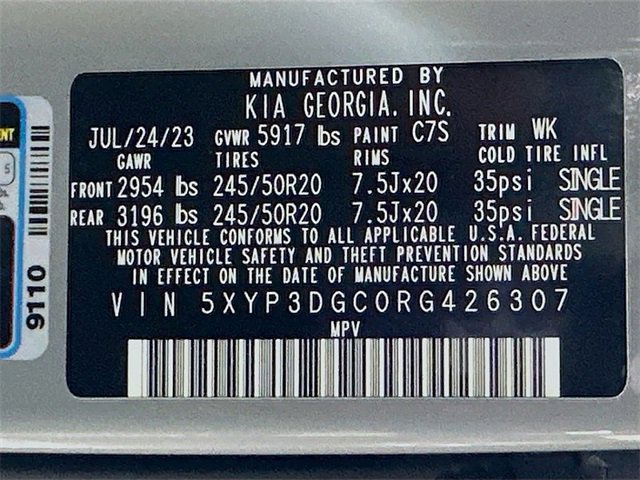 MANUFACTURED BY
KIA GEORGIA, INC.
JUL/24/23 GVWR 5917 lbs PAINT C7S TRIM WK
GAWR TIRES RIMS COLD TIRE INFL
FRONT 2954 lbs 245/50R20 7.5Jx20 35psi SINGLE
REAR 3196 lbs 245/50R20 7.5Jx20 35psi SINGLE
THIS VEHICLE CONFORMS TO ALL APPLICABLE U.S.A. FEDERAL
MOTOR VEHICLE SAFETY AND THEFT PREVENTION STANDARDS
IN EFFECT ON THE DATE OF MANUFACTURE SHOWN ABOVE
VIN 5XYP3DGC0RG426307
MPV
9110
5